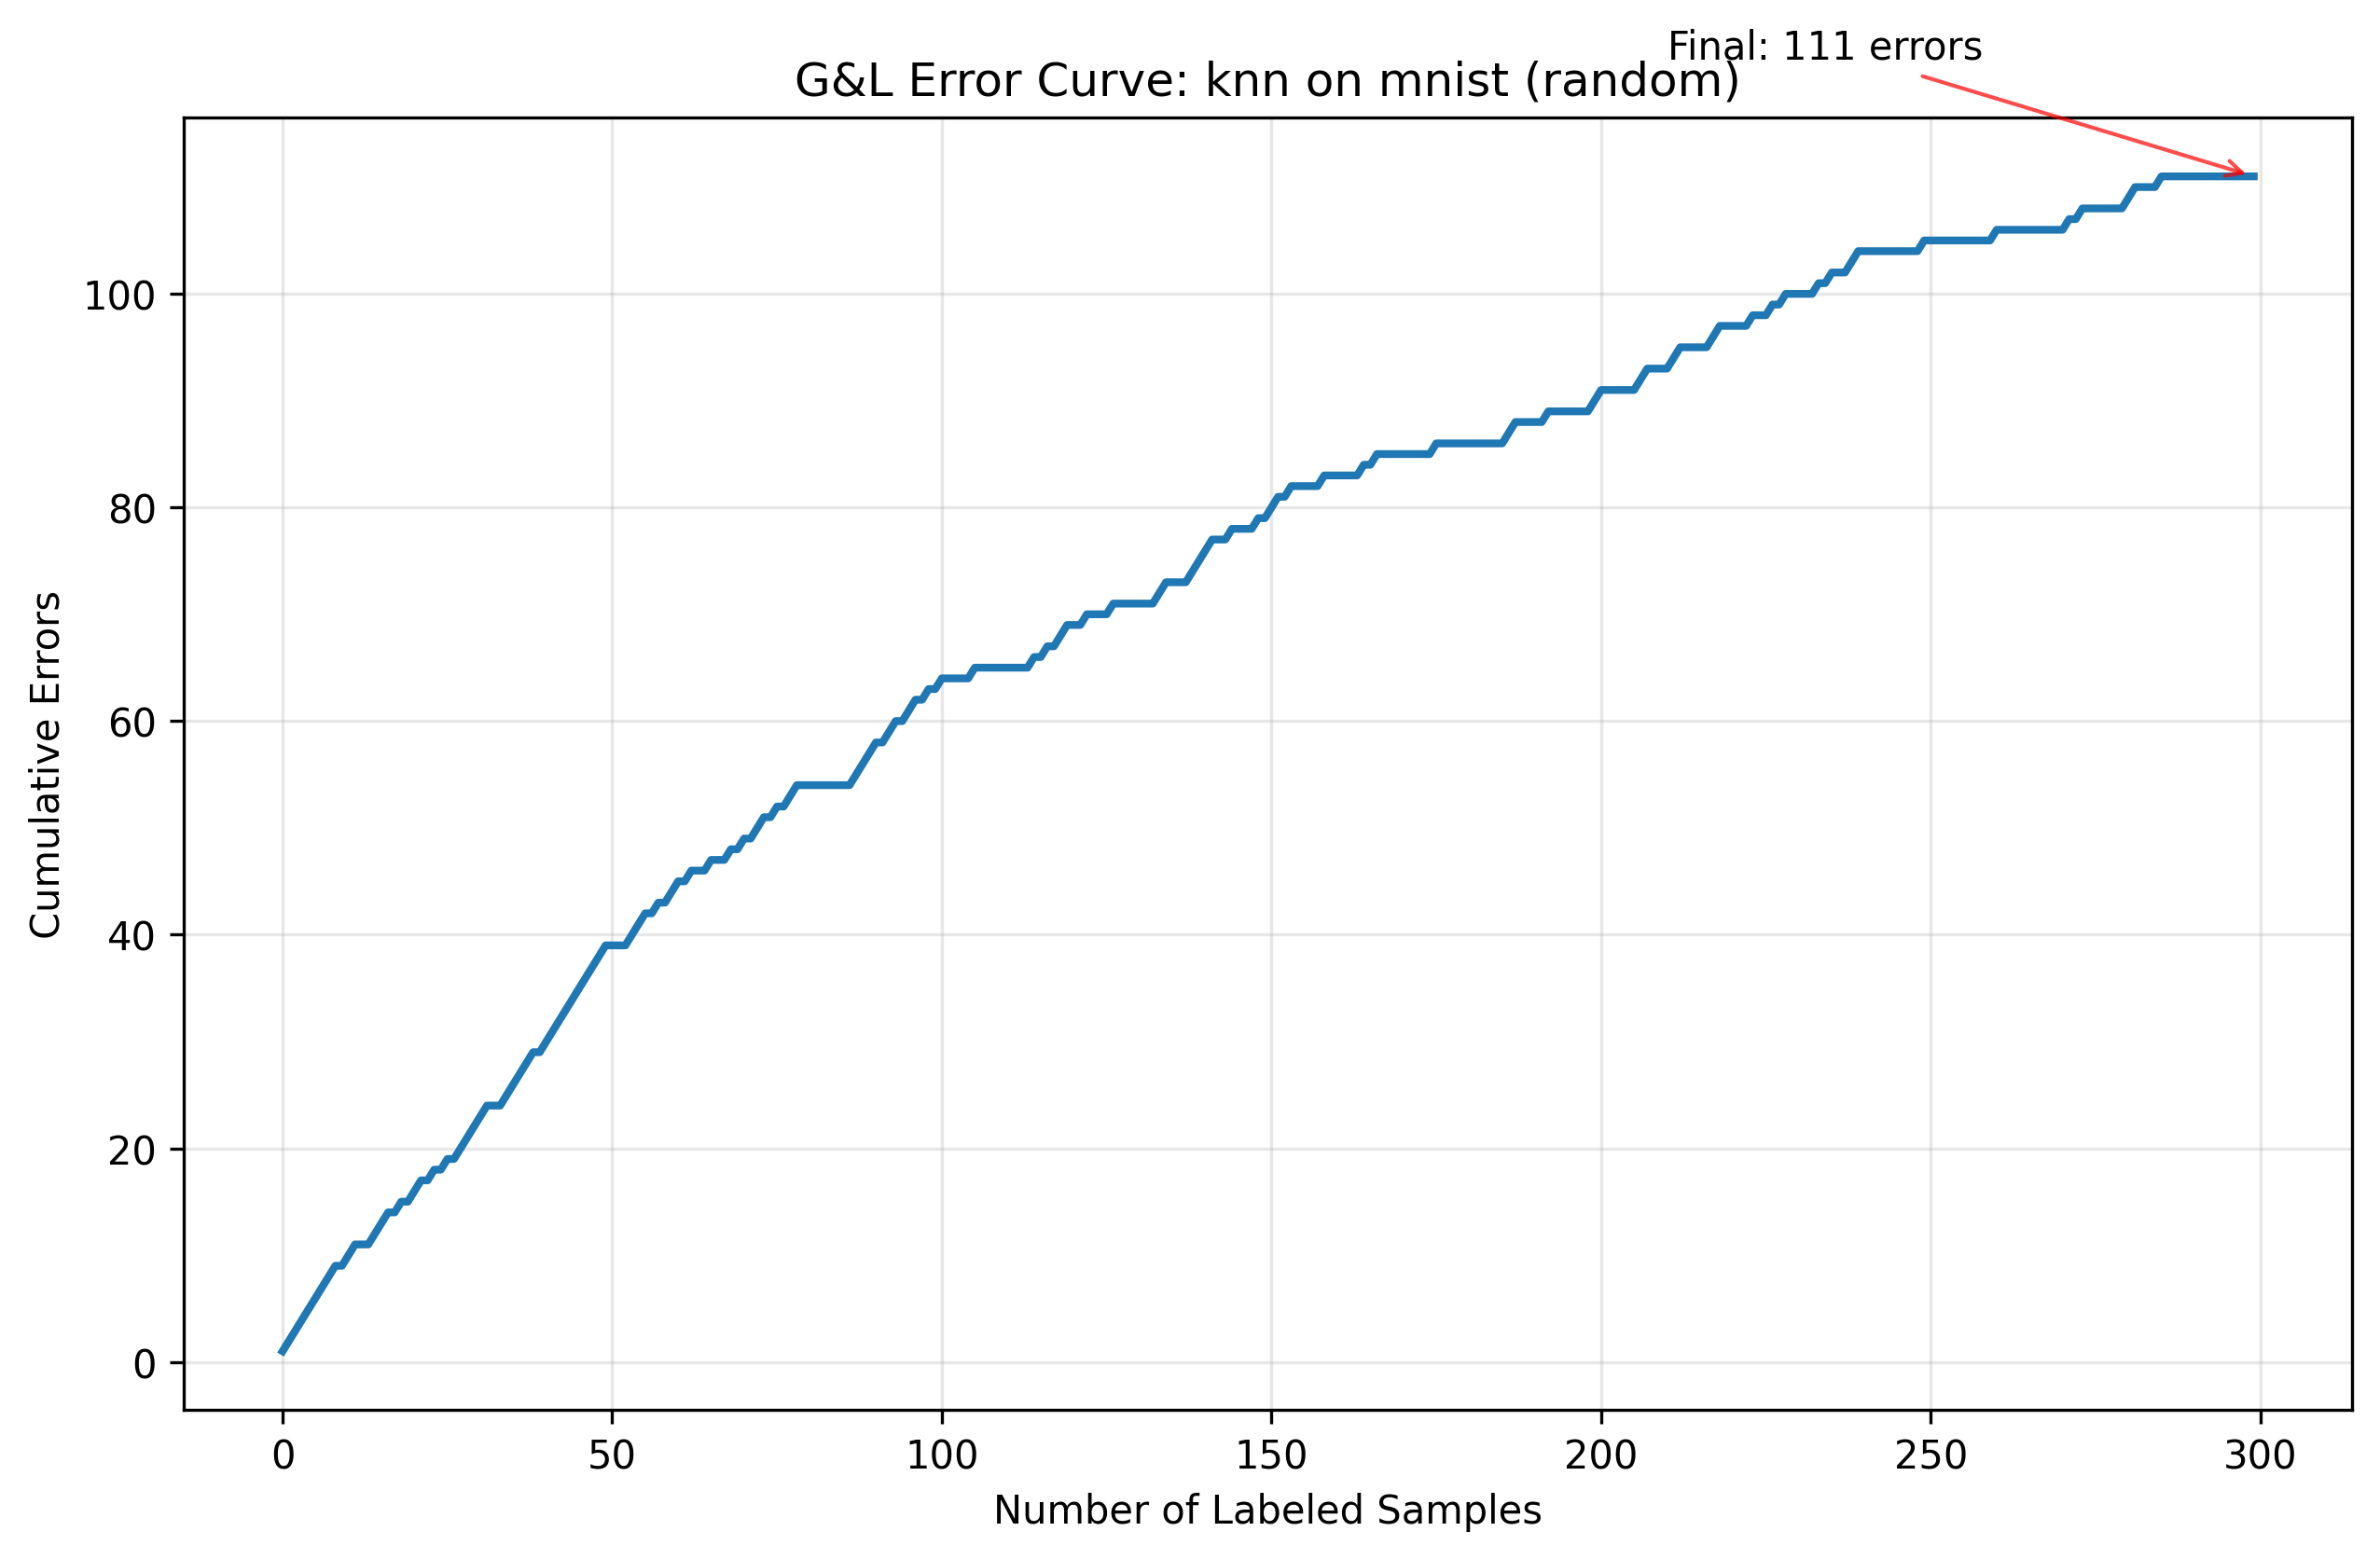 Final: 111 errors
G&L Error Curve: knn on mnist (random)
100
80
60
40
20
0
Cumulative Errors
0 50 100 150 200 250 300
Number of Labeled Samples